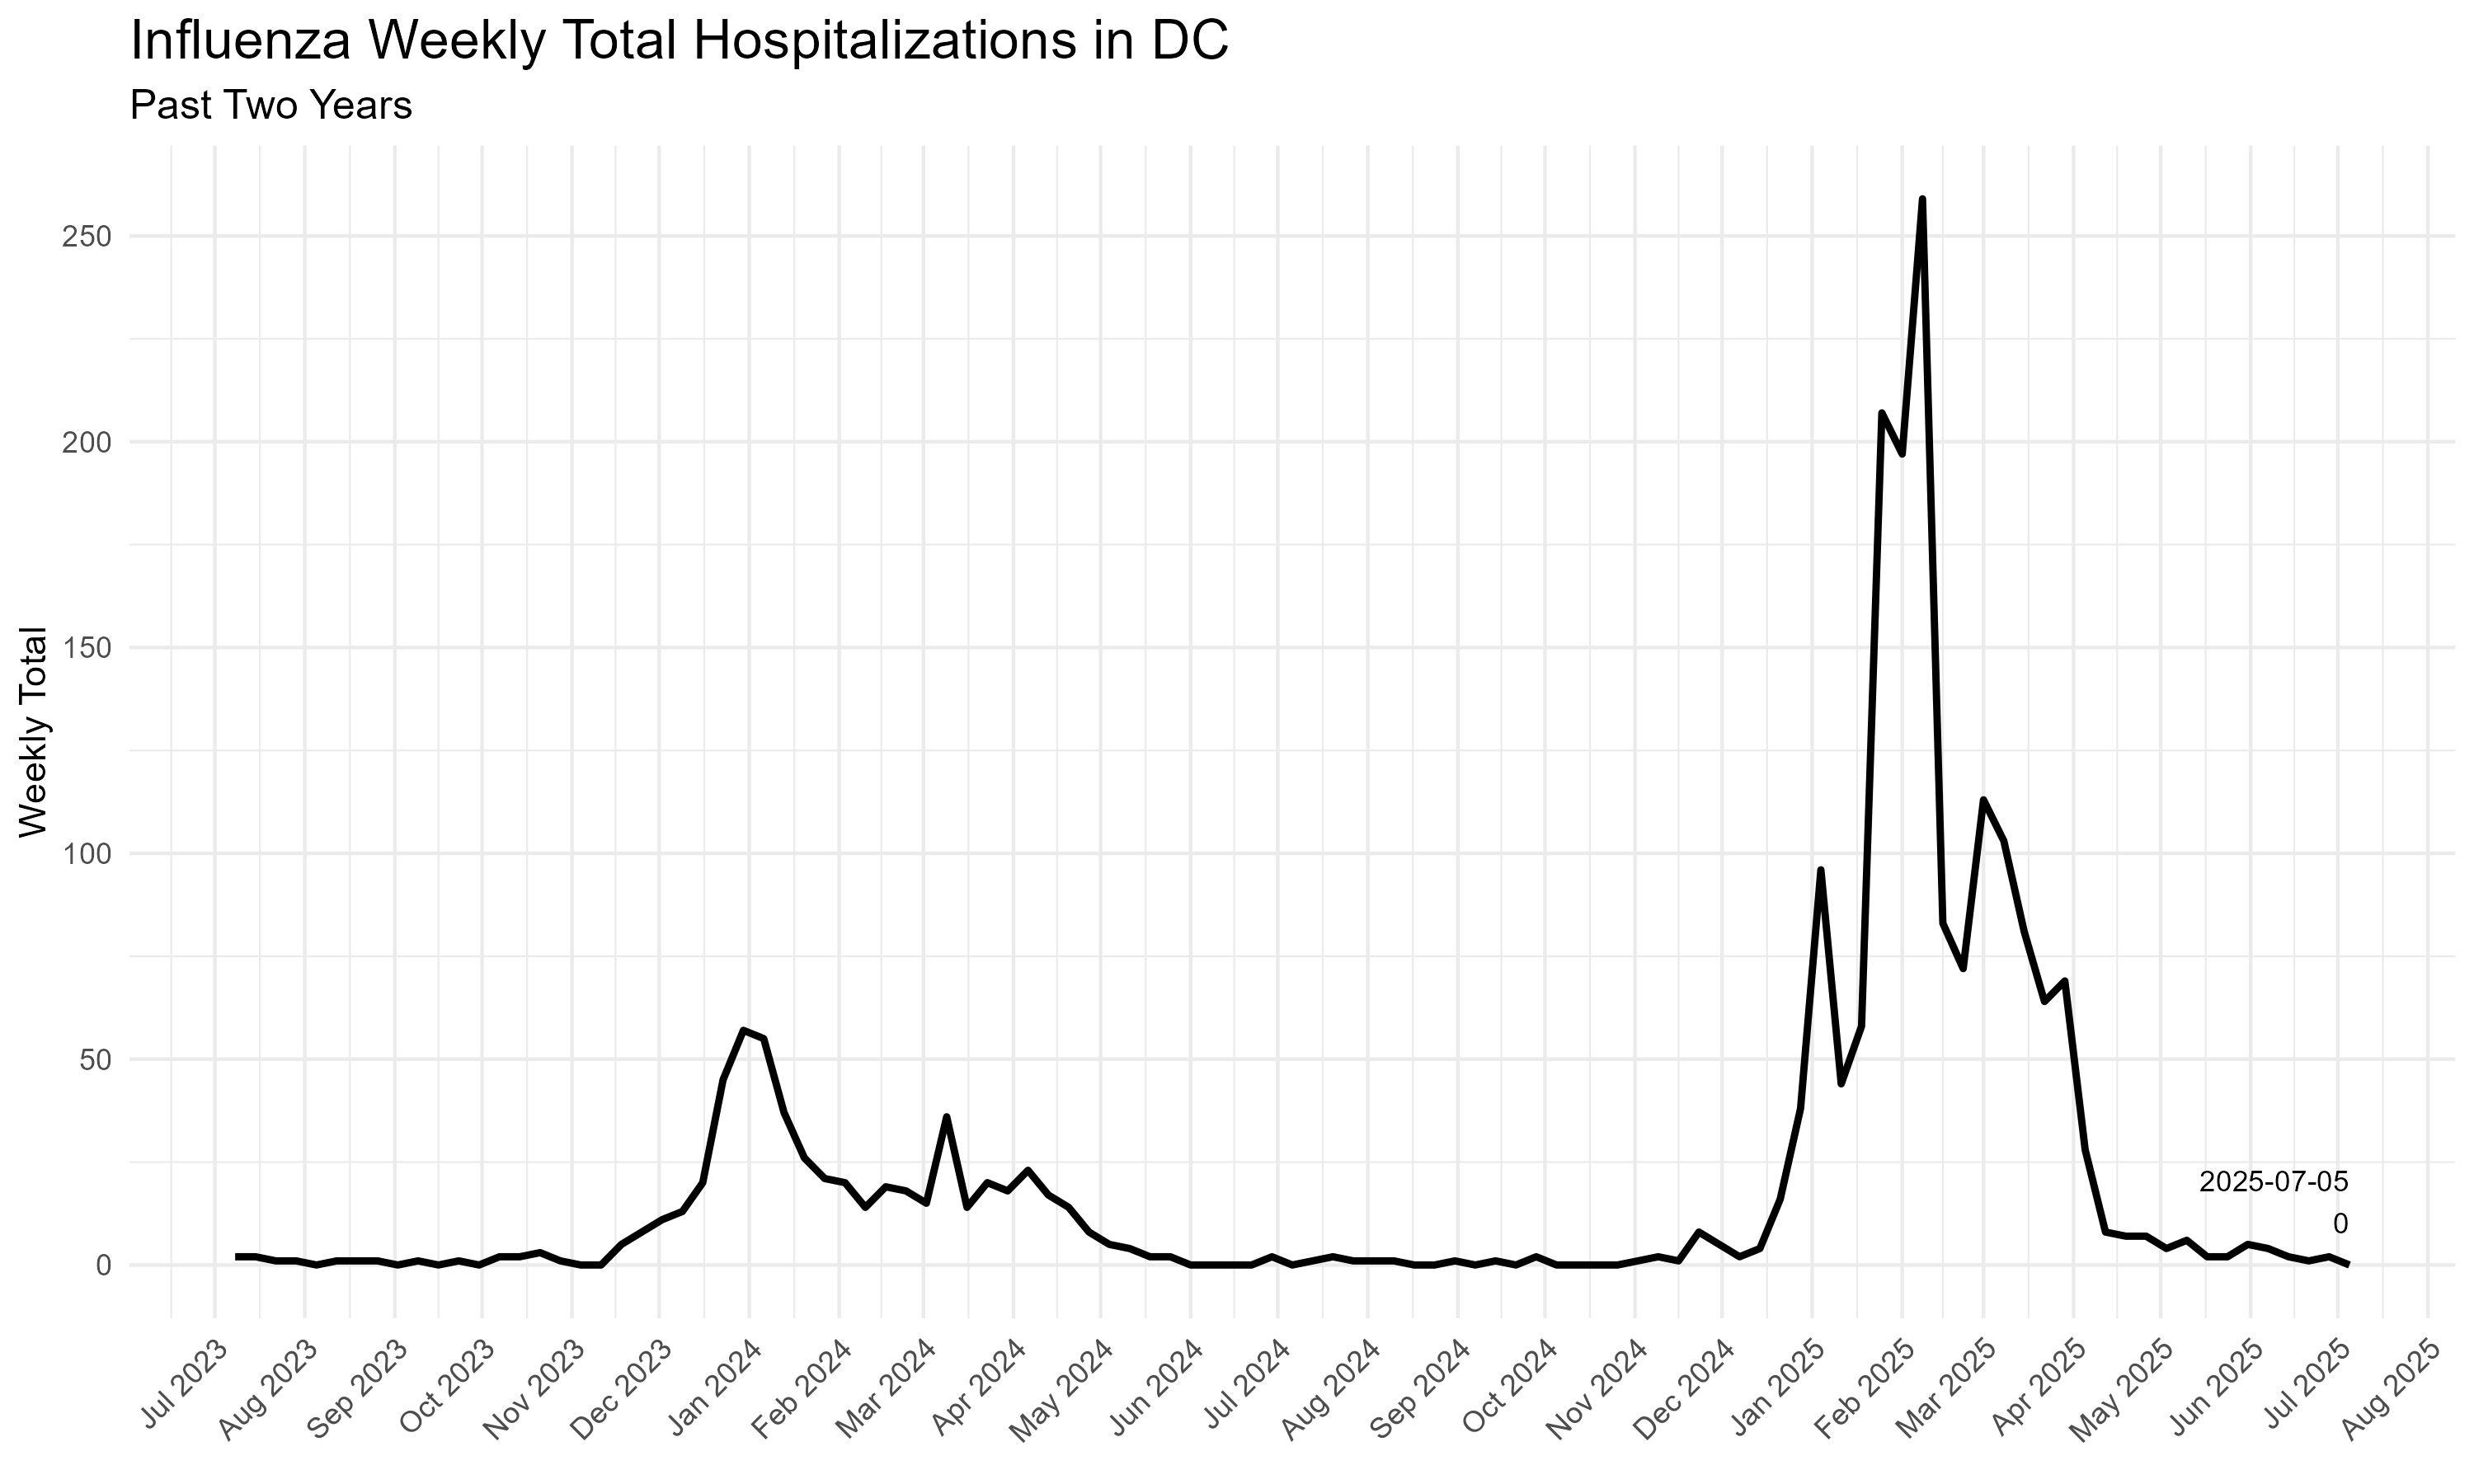 Influenza Weekly Total Hospitalizations in DC
Past Two Years
Weekly Total
250
200
150
100
50
0
2025-07-05
0
Jul 2023
Aug 2023
Sep 2023
Oct 2023
Nov 2023
Dec 2023
Jan 2024
Feb 2024
Mar 2024
Apr 2024
May 2024
Jun 2024
Jul 2024
Aug 2024
Sep 2024
Oct 2024
Nov 2024
Dec 2024
Jan 2025
Feb 2025
Mar 2025
Apr 2025
May 2025
Jun 2025
Jul 2025
Aug 2025